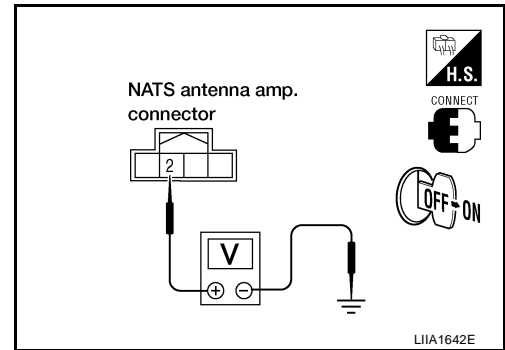 NATS antenna amp.
connector
H.S.
CONNECT
2
OFF ON
V
+ −
LIIA1642E